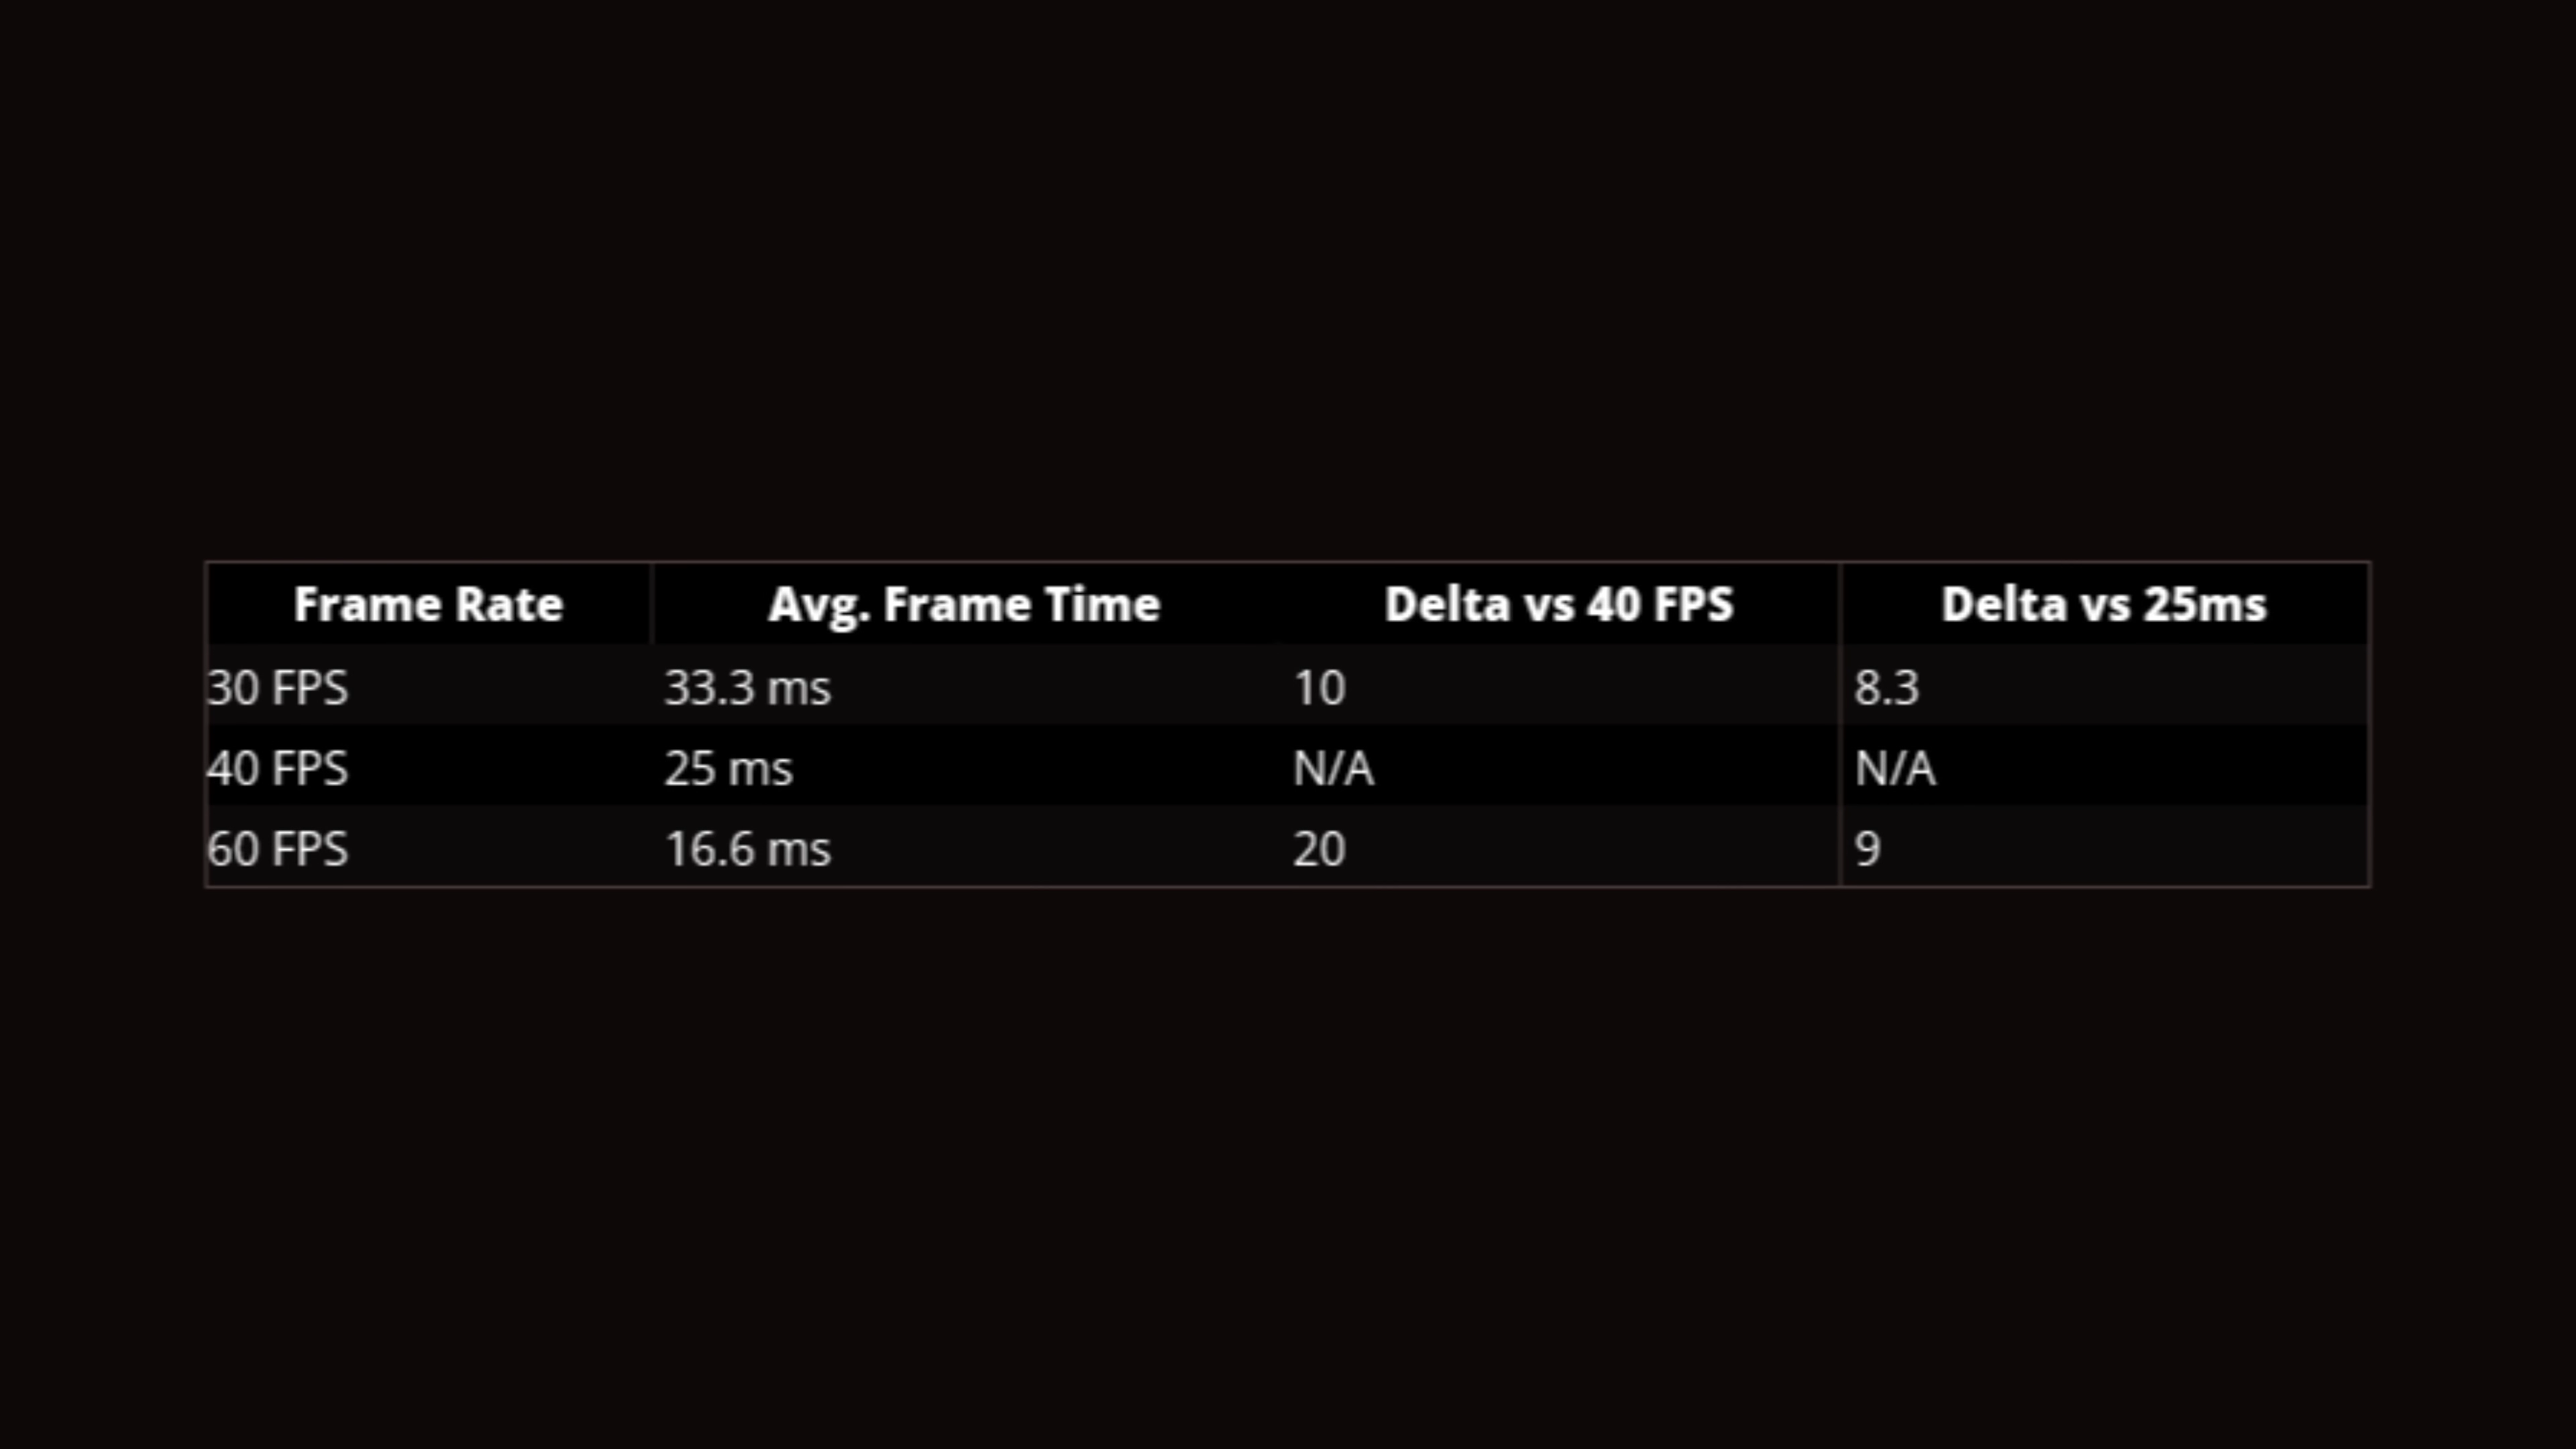 Frame Rate Avg. Frame Time Delta vs 40 FPS Delta vs 25ms
30 FPS 33.3 ms 10 8.3
40 FPS 25 ms N/A N/A
60 FPS 16.6 ms 20 9